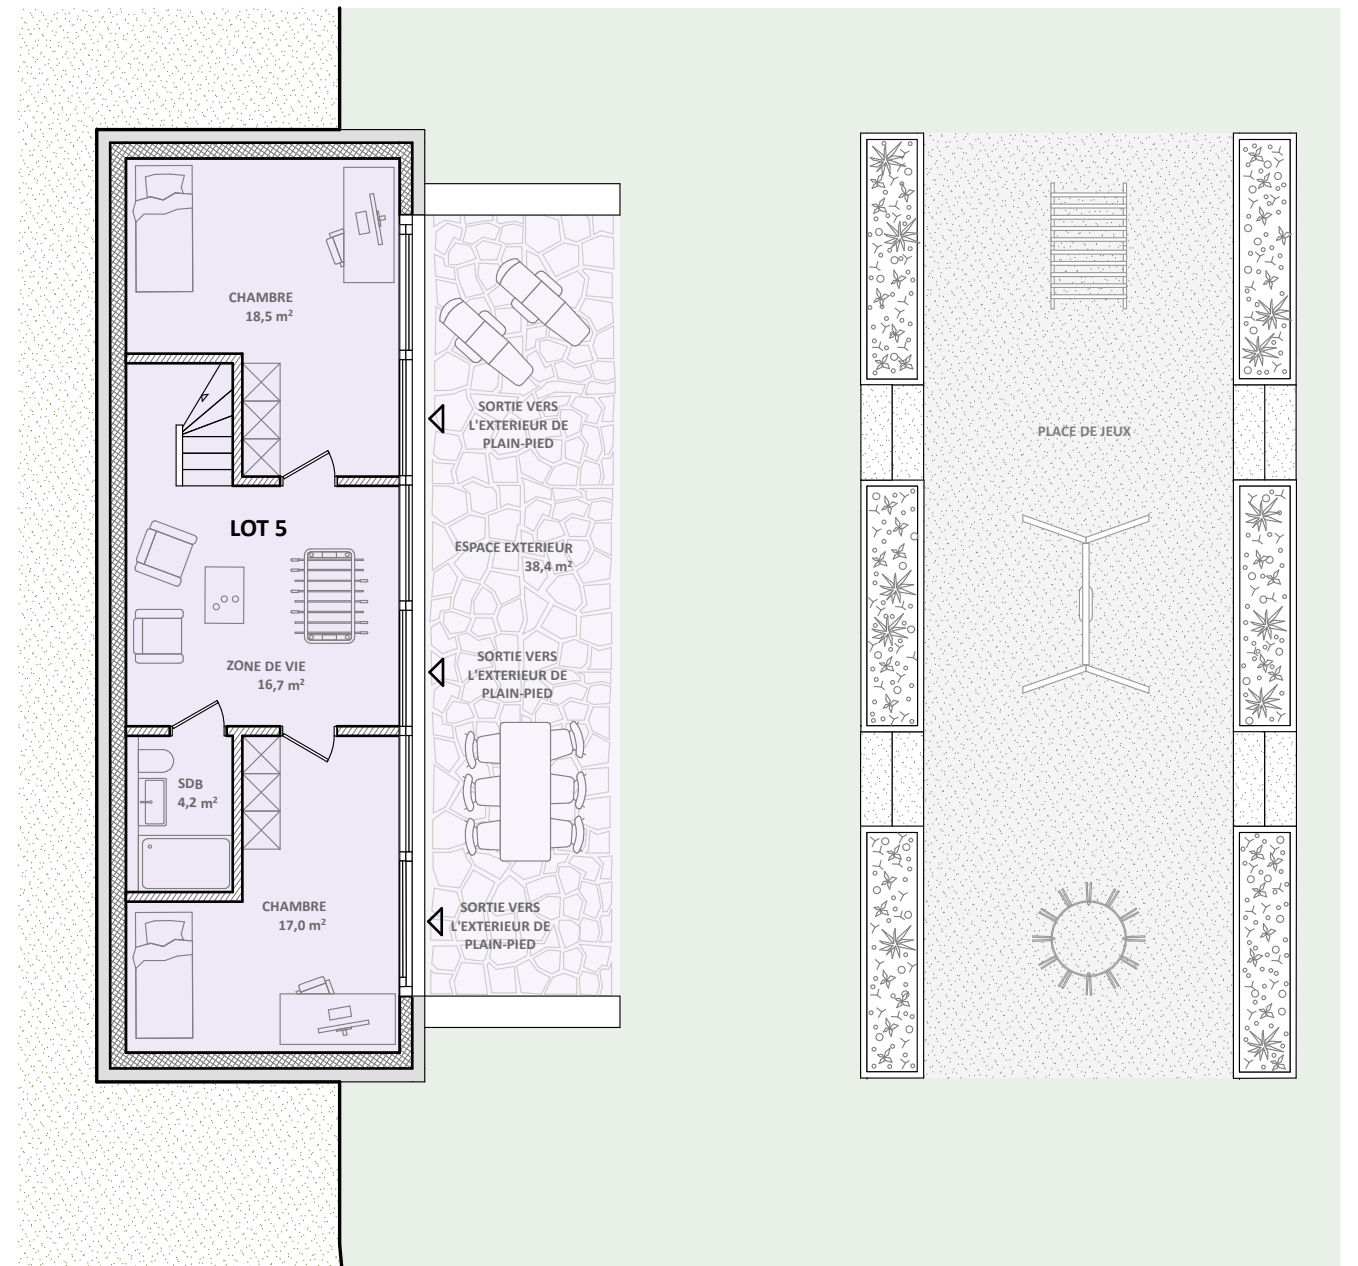 CHAMBRE
18,5 m²
SORTIE VERS
L'EXTERIEUR DE
PLAIN-PIED
PLACE DE JEUX
LOT 5
ESPACE EXTERIEUR
38,4 m²
ZONE DE VIE
16,7 m²
SORTIE VERS
L'EXTERIEUR DE
PLAIN-PIED
SDB
4,2 m²
CHAMBRE
17,0 m²
SORTIE VERS
L'EXTERIEUR DE
PLAIN-PIED